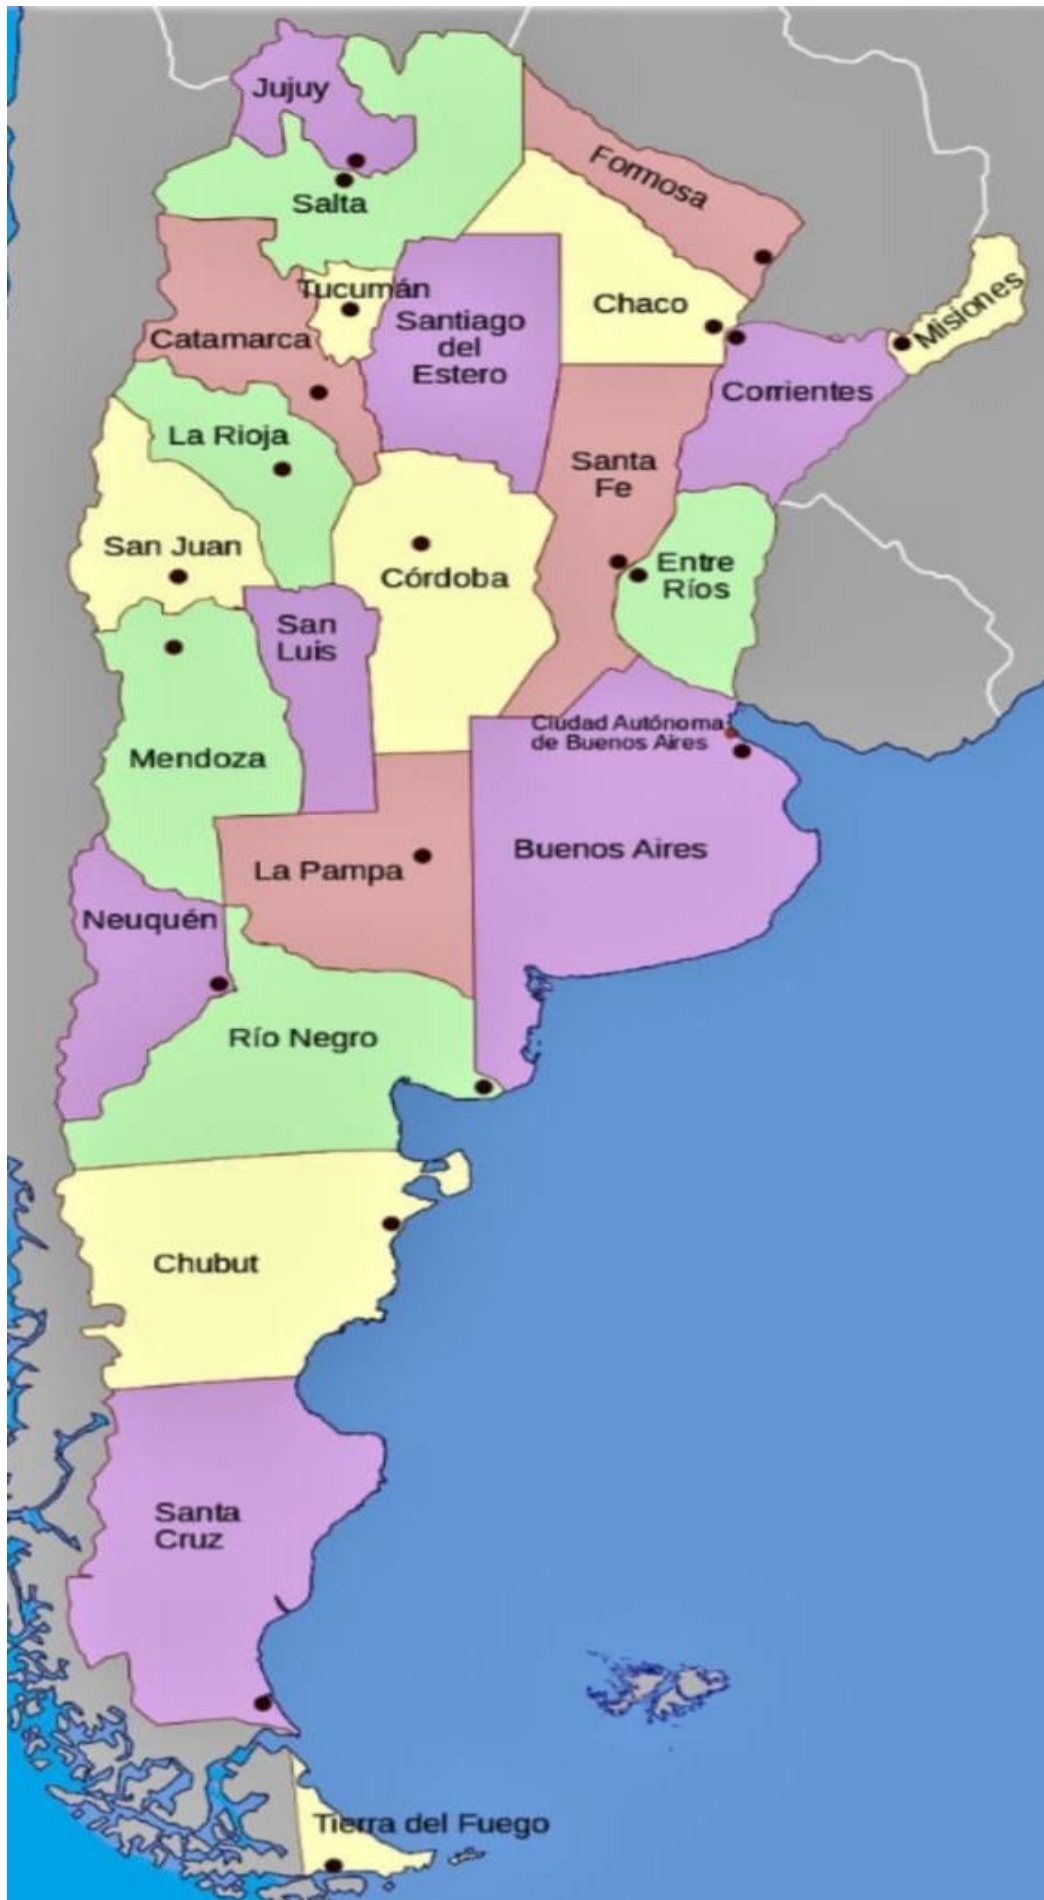 Jujuy
Formosa
Salta
Misiones
Tucumán
Chaco
Santiago
del
Estero
Catamarca
Corrientes
La Rioja
Santa
Fe
San Juan
Córdoba
Entre
Ríos
San
Luis
Ciudad Autónoma
de Buenos Aires
Mendoza
Buenos Aires
La Pampa
Neuquén
Río Negro
Chubut
Santa
Cruz
Tierra del Fuego